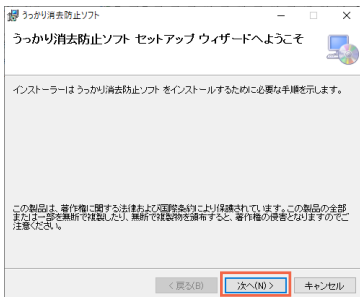 うっかり消去防止ソフト
うっかり消去防止ソフト セットアップ ウィザードへようこそ
インストーラーは うっかり消去防止ソフト をインストールするために必要な手順を示します。
この製品は、著作権に関する法律および国際条約により保護されています。この製品の全部
または一部を無断で複製したり、無断で複製物を頒布すると、著作権の侵害となりますのでご
注意ください。
< 戻る(B)
次へ(N) >
キャンセル